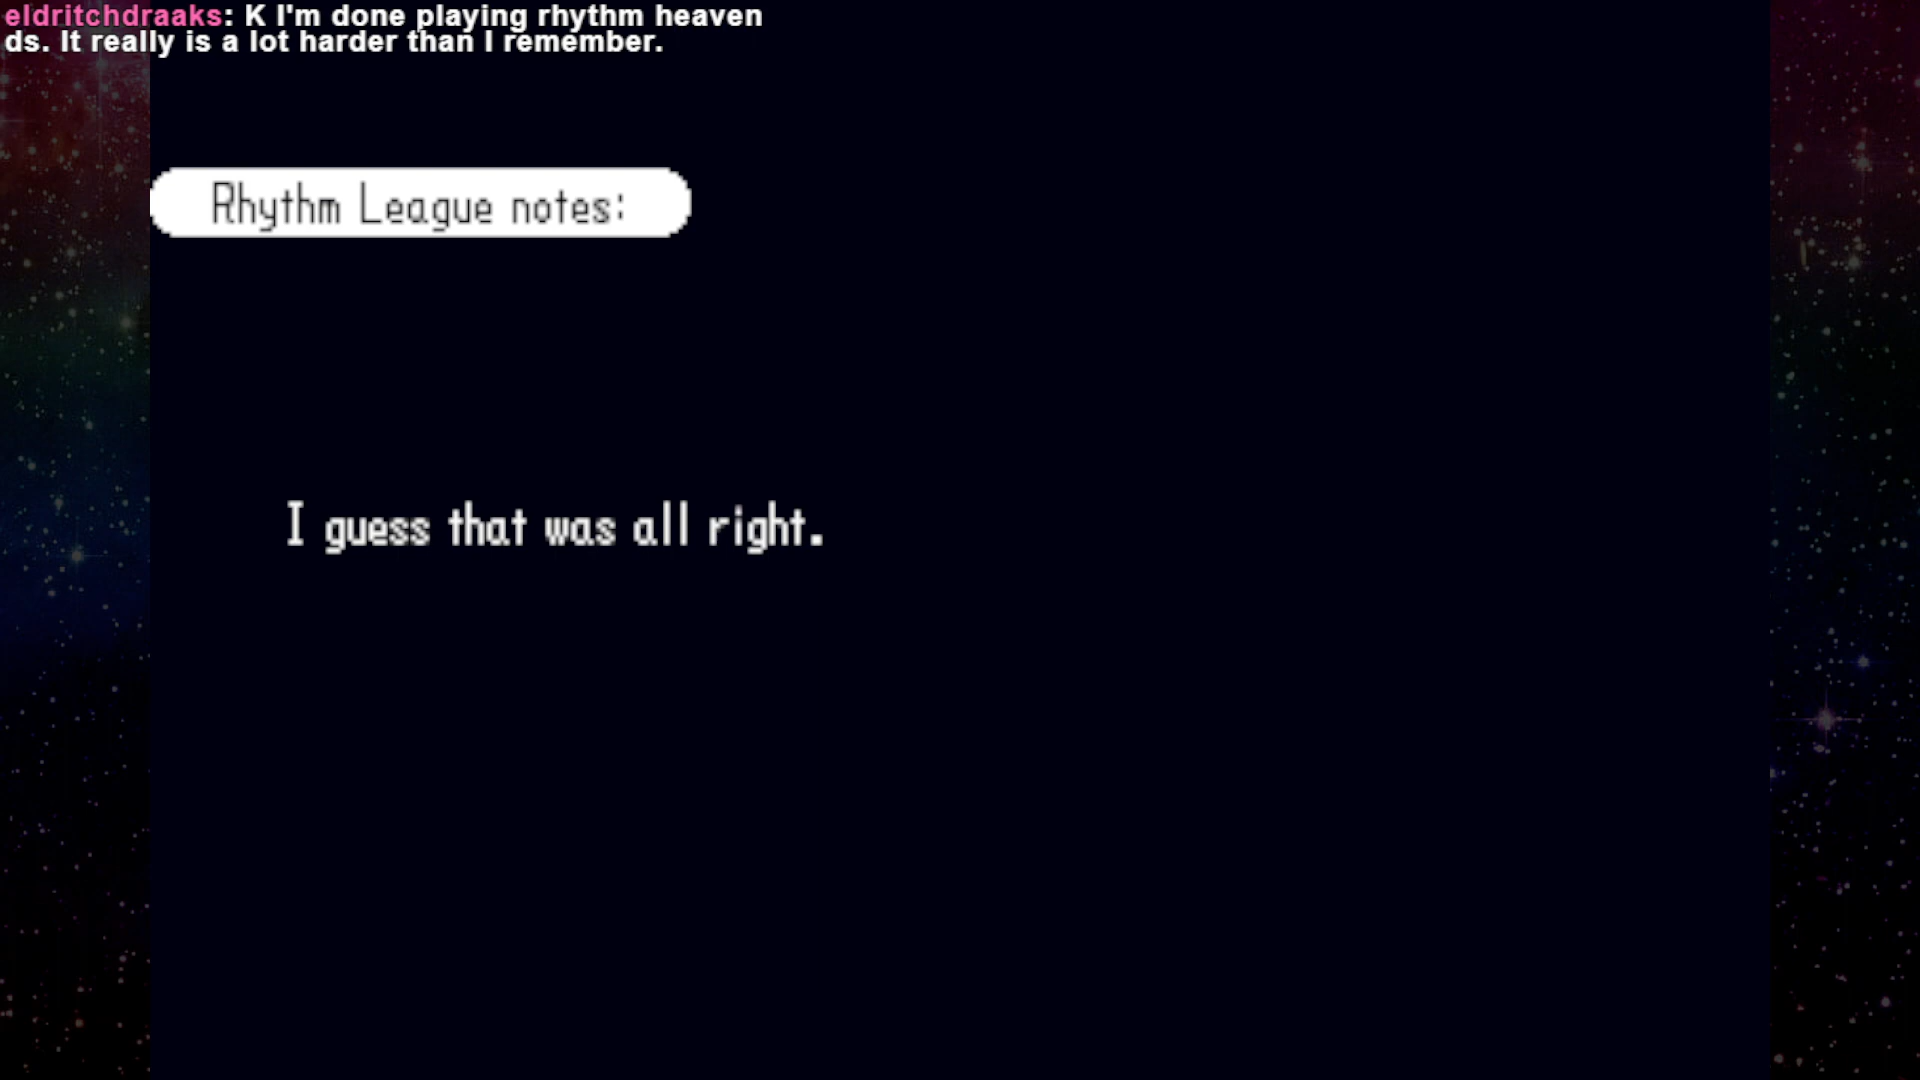 eldritchdraaks: K I'm done playing rhythm heaven
ds. It really is a lot harder than I remember.
Rhythm League notes:
I guess that was all right.